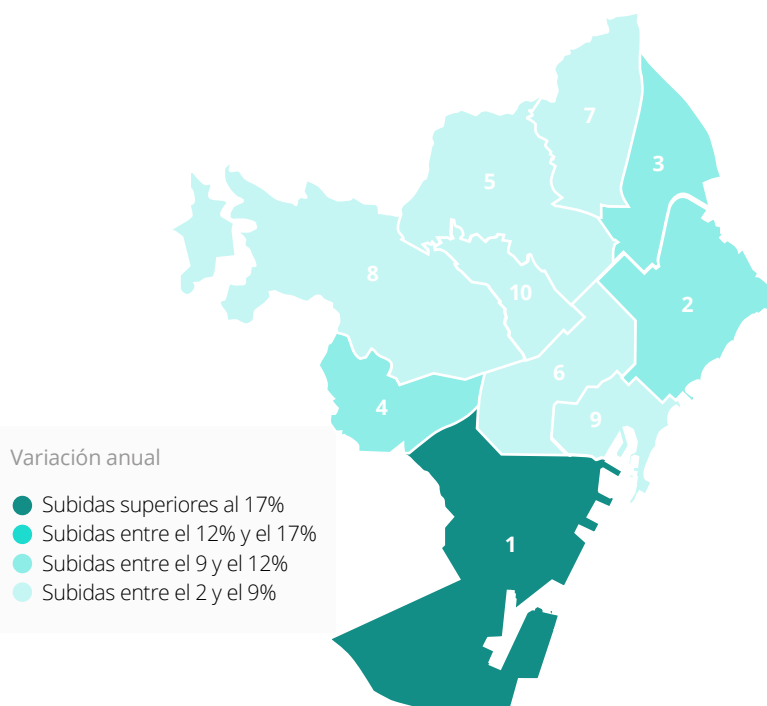 7
3
5
8
10
2
6
4
9
Variación anual
Subidas superiores al 17%
Subidas entre el 12% y el 17%
1
Subidas entre el 9 y el 12%
Subidas entre el 2 y el 9%